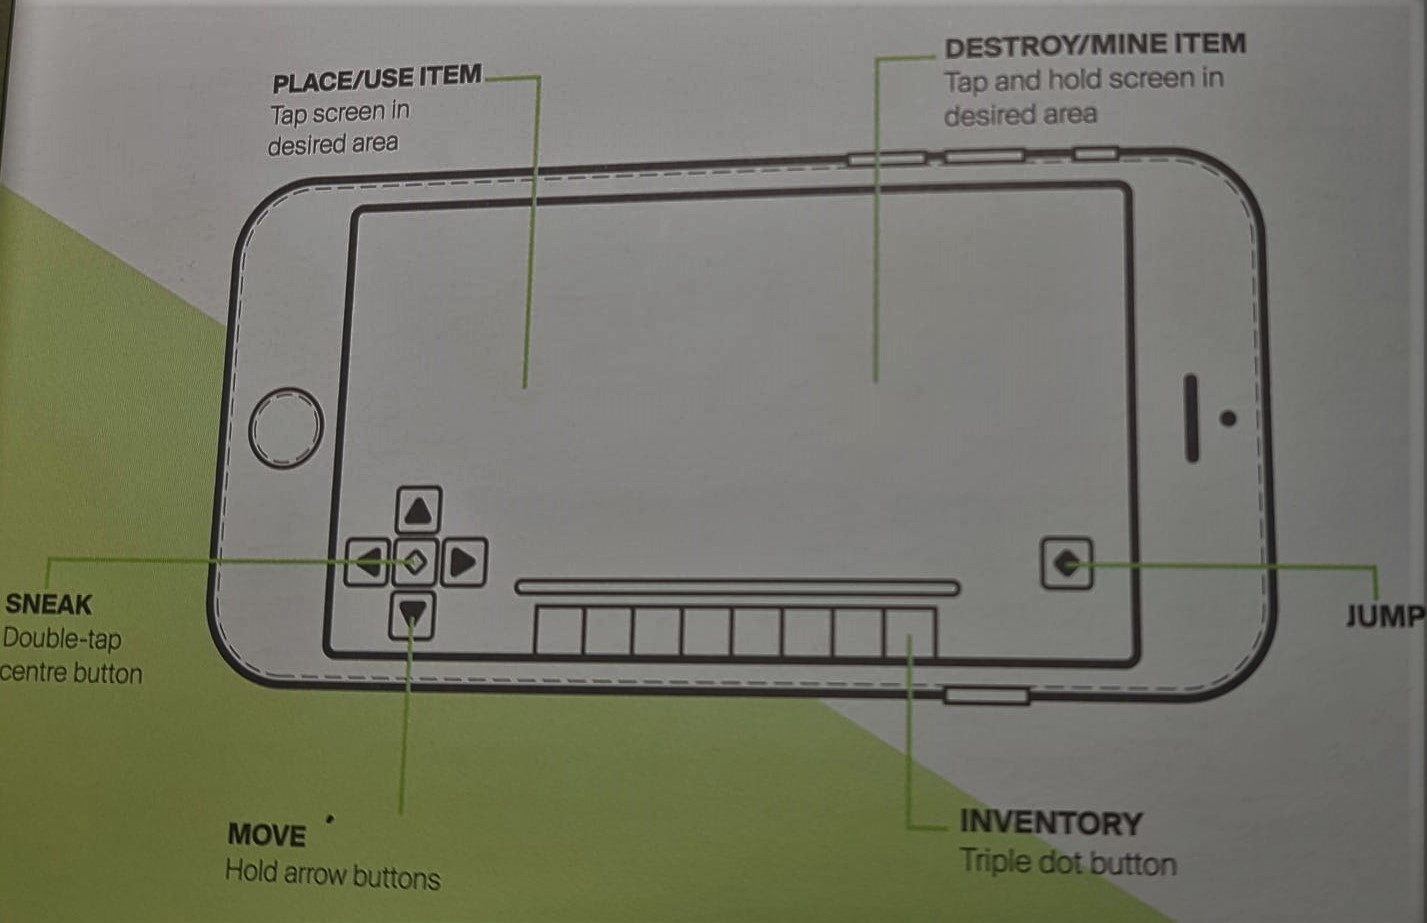 PLACE/USE ITEM
Tap screen in
desired area
DESTROY/MINE ITEM
Tap and hold screen in
desired area
SNEAK
Double-tap
centre button
JUMP
MOVE
Hold arrow buttons
INVENTORY
Triple dot button